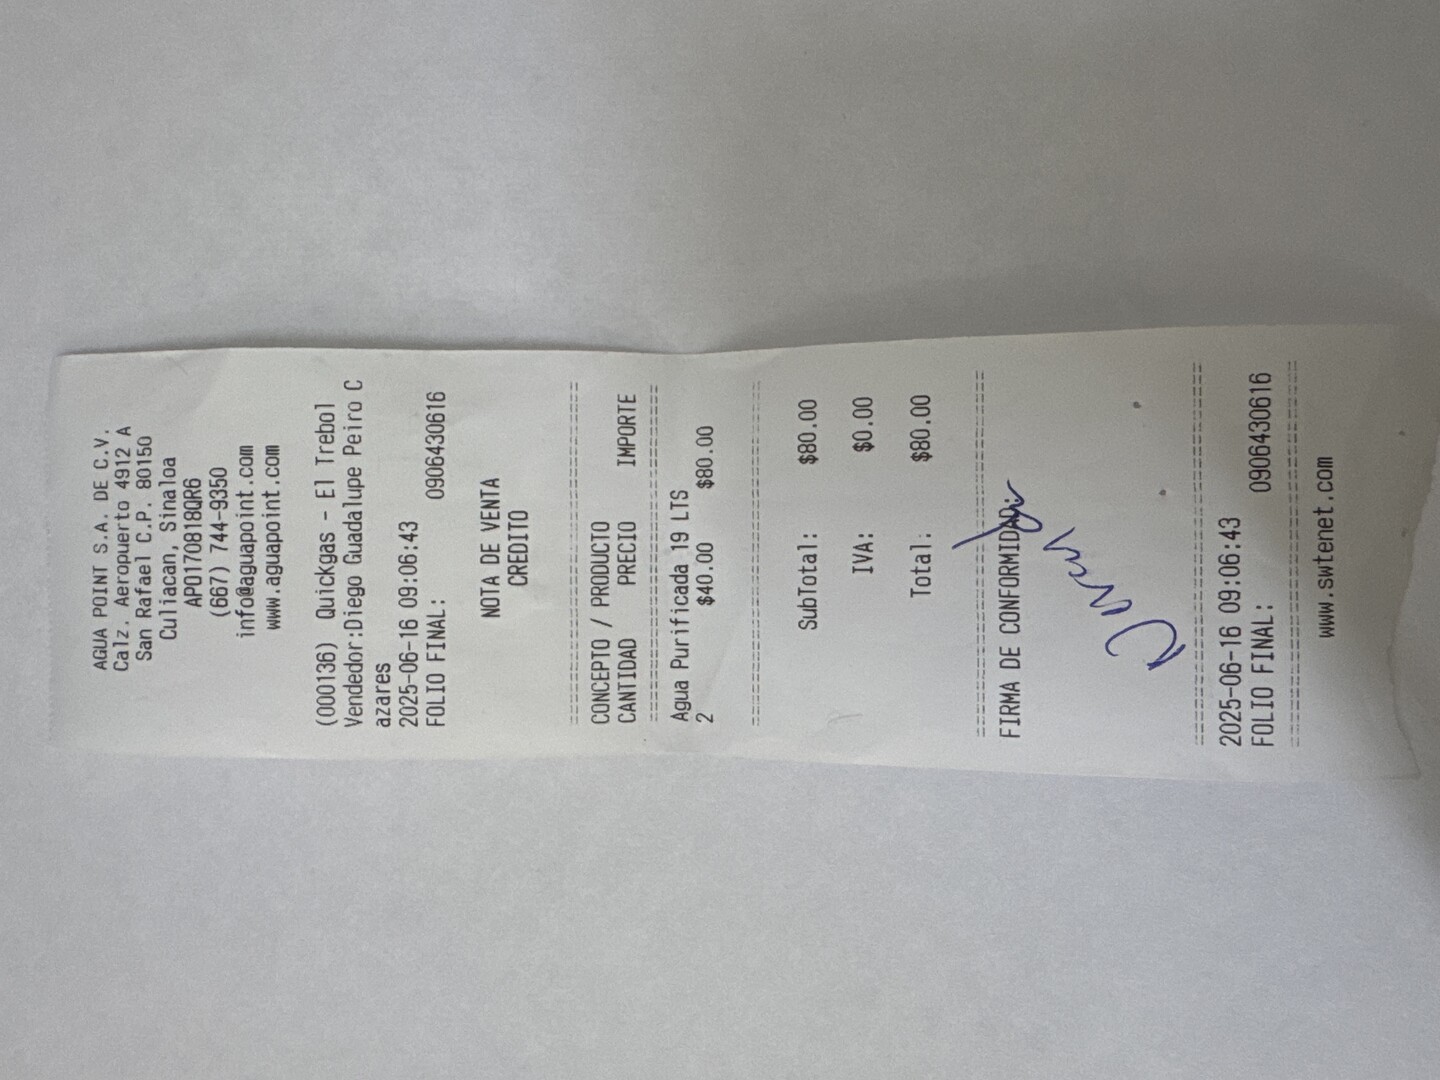 AGUA POINT S.A. DE C.V.
Calz. Aeropuerto 4912 A
San Rafael C.P. 80150
Culiacan, Sinaloa
APO170818QR6
(667) 744-9350
info@aguapoint.com
www.aguapoint.com
(000136) Quickgas - El Trebol
Vendedor:Diego Guadalupe Peiro C
azares
2025-06-16 09:06:43
FOLIO FINAL: 0906430616
NOTA DE VENTA
CREDITO
================================
CONCEPTO / PRODUCTO
CANTIDAD PRECIO IMPORTE
================================
Agua Purificada 19 LTS
2 $40.00 $80.00
================================
SubTotal: $80.00
IVA: $0.00
Total: $80.00
================================
FIRMA DE CONFORMIDAD:
================================
2025-06-16 09:06:43
FOLIO FINAL: 0906430616
================================
www.swtenet.com